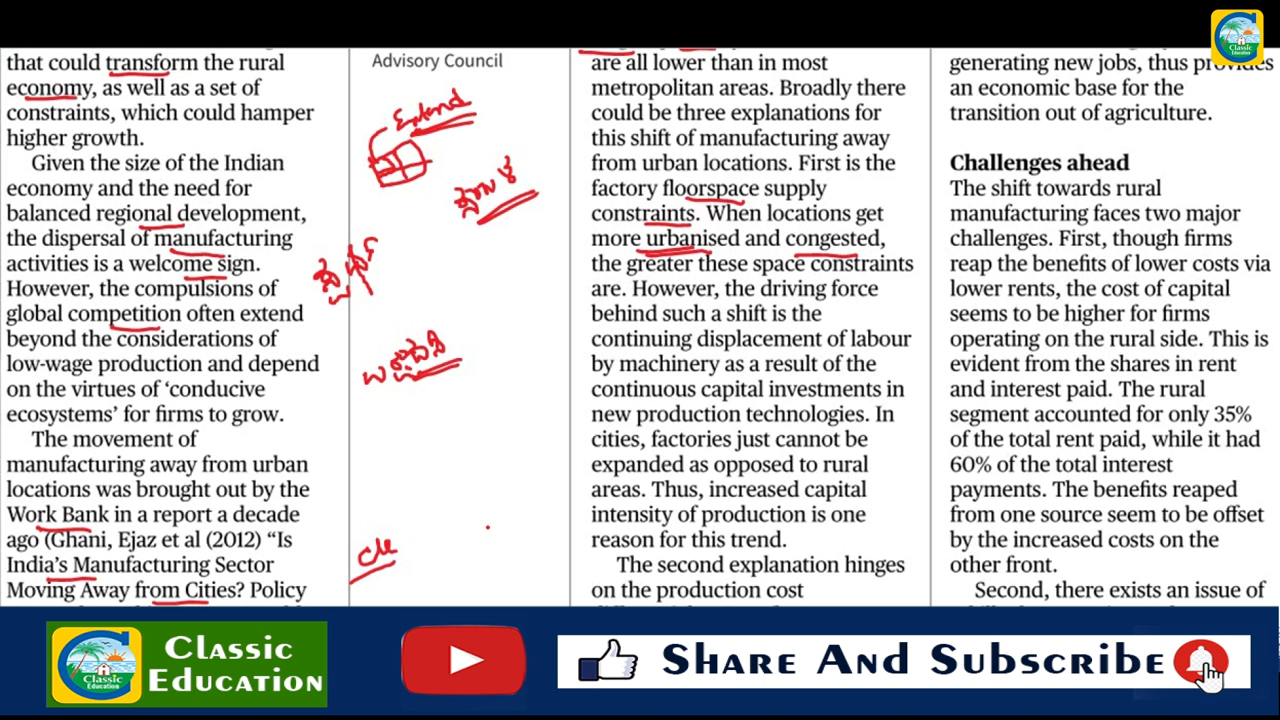 that could transform the rural
economy, as well as a set of
constraints, which could hamper
higher growth.
Given the size of the Indian
economy and the need for
balanced regional development,
the dispersal of manufacturing
activities is a welcome sign.
However, the compulsions of
global competition often extend
beyond the considerations of
low-wage production and depend
on the virtues of ‘conducive
ecosystems’ for firms to grow.
The movement of
manufacturing away from urban
locations was brought out by the
Work Bank in a report a decade
ago (Ghani, Ejaz et al (2012) “Is
India’s Manufacturing Sector
Moving Away from Cities? Policy
Advisory Council
Extend
are all lower than in most
metropolitan areas. Broadly there
could be three explanations for
this shift of manufacturing away
from urban locations. First is the
factory floorspace supply
constraints. When locations get
more urbanised and congested,
the greater these space constraints
are. However, the driving force
behind such a shift is the
continuing displacement of labour
by machinery as a result of the
continuous capital investments in
new production technologies. In
cities, factories just cannot be
expanded as opposed to rural
areas. Thus, increased capital
intensity of production is one
reason for this trend.
The second explanation hinges
on the production cost
generating new jobs, thus provides
an economic base for the
transition out of agriculture.
Challenges ahead
The shift towards rural
manufacturing faces two major
challenges. First, though firms
reap the benefits of lower costs via
lower rents, the cost of capital
seems to be higher for firms
operating on the rural side. This is
evident from the shares in rent
and interest paid. The rural
segment accounted for only 35%
of the total rent paid, while it had
60% of the total interest
payments. The benefits reaped
from one source seem to be offset
by the increased costs on the
other front.
Second, there exists an issue of
Classic
Education
Classic
Education
Classic
Education
Share And Subscribe